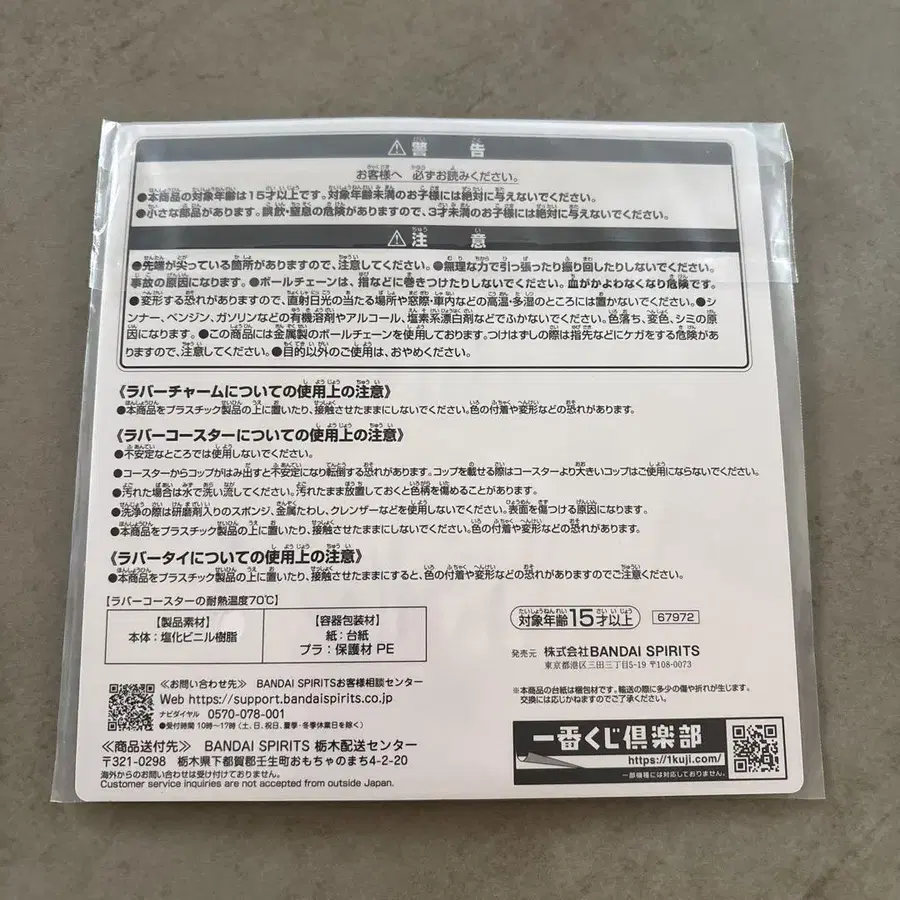 ⚠警告
お客様へ 必ずお読みください。
●本商品の対象年齢は15才以上です。対象年齢未満のお子様には絶対に与えないでください。
●小さな部品があります。誤飲・窒息の危険がありますので、3才未満のお子様には絶対に与えないでください。
⚠注意
●先端が尖っている箇所がありますので、注意してください。●無理な力で引っ張ったり振り回したりしないでください。
事故の原因になります。●ボールチェーンは、指などに巻きつけたりしないでください。血がかよわなくなり危険です。
●変形する恐れがありますので、直射日光の当たる場所や窓際・車内などの高温・多湿のところには置かないでください。●シ
ンナー、ベンジン、ガソリンなどの有機溶剤やアルコール、塩素系漂白剤などでふかないでください。色落ち、変色、シミの原
因になります。●この商品には金属製のボールチェーンを使用しております。つけはずしの際は指先などにケガをする危険があ
りますので、注意してください。●目的以外のご使用は、おやめください。
《ラバーチャームについての使用上の注意》
●本商品をプラスチック製品の上に置いたり、接触させたままにしないでください。色の付着や変形などの恐れがあります。
《ラバーコースターについての使用上の注意》
●不安定なところでは使用しないでください。
●コースターからコップがはみ出すと不安定になり転倒する恐れがあります。コップを載せる際はコースターより大きいコップはご使用にならないでください。
●汚れた場合は水で洗い流してください。汚れたまま放置しておくと色柄を傷めることがあります。
●洗浄の際は研磨剤入りのスポンジ、金属たわし、クレンザーなどを使用しないでください。表面を傷つける原因になります。
●本商品をプラスチック製品の上に置いたり、接触させたままにしないでください。色の付着や変形などの恐れがあります。
《ラバータイについての使用上の注意》
●本商品をプラスチック製品の上に置いたり、接触させたままにすると、色の付着や変形などの恐れがありますのでご注意ください。
【ラバーコースターの耐熱温度70℃】
【製品素材】
本体:塩化ビニル樹脂
【容器包装材】
紙:台紙
プラ:保護材 PE
対象年齢15才以上
67972
発売元 株式会社BANDAI SPIRITS
東京都港区三田三丁目5-19 〒108-0073
※本商品の台紙は梱包材です。輸送の際に多少の傷や折れが生じます。
交換には応じかねますのでご了承ください。
《お問い合わせ先》 BANDAI SPIRITSお客様相談センター
Web https://support.bandaispirits.co.jp
ナビダイヤル 0570-078-001
●受付時間 10時〜17時(土、日、祝日、夏季・冬季休業日を除く)
《商品送付先》 BANDAI SPIRITS 栃木配送センター
〒321-0298 栃木県下都賀郡壬生町おもちゃのまち4-2-20
海外からのお問い合わせは受け付けておりません。
Customer service inquiries are not accepted from outside Japan.
一番くじ倶楽部
https://1kuji.com/
一部機種には対応しておりません。